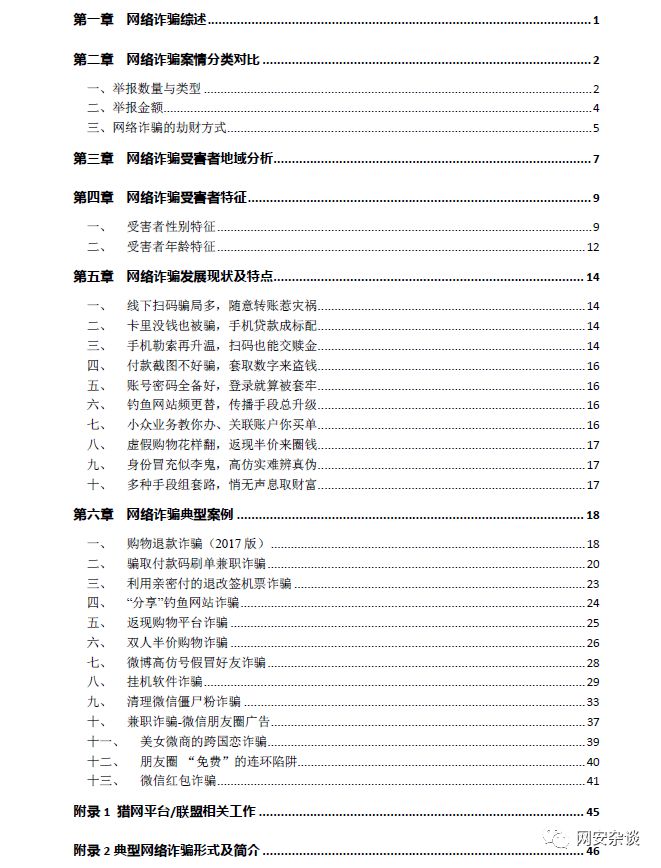 第一章 网络诈骗综述 1
第二章 网络诈骗案情分类对比 2
一、举报数量与类型 2
二、举报金额 4
三、网络诈骗的劫财方式 5
第三章 网络诈骗受害者地域分析 7
第四章 网络诈骗受害者特征 9
一、 受害者性别特征 9
二、 受害者年龄特征 12
第五章 网络诈骗发展现状及特点 14
一、 线下扫码骗局多，随意转账惹灾祸 14
二、 卡里没钱也被骗，手机贷款成标配 14
三、 手机勒索再升温，扫码也能交赎金 14
四、 付款截图不好骗，套取数字来盗钱 16
五、 账号密码全备好，登录就算被套牢 16
六、 钓鱼网站频更替，传播手段总升级 16
七、 小众业务教你办、关联账户你买单 16
八、 虚假购物花样翻，返现半价来圈钱 17
九、 身份冒充似李鬼，高仿实难辨真伪 17
十、 多种手段组套路，悄无声息取财富 17
第六章 网络诈骗典型案例 18
一、 购物退款诈骗（2017 版） 18
二、 骗取付款码刷单兼职诈骗 20
三、 利用亲密付的退改签机票诈骗 23
四、 “分享”钓鱼网站诈骗 24
五、 返现购物平台诈骗 25
六、 双人半价购物诈骗 26
七、 微博高仿号假冒好友诈骗 28
八、 挂机软件诈骗 29
九、 清理微信僵尸粉诈骗 33
十、 兼职诈骗-微信朋友圈广告 37
十一、 美女微商的跨国恋诈骗 39
十二、 朋友圈 “免费”的连环陷阱 40
十三、 微信红包诈骗 41
附录 1 猎网平台/联盟相关工作 45
附录 2 典型网络诈骗形式及简介 46
网安杂谈